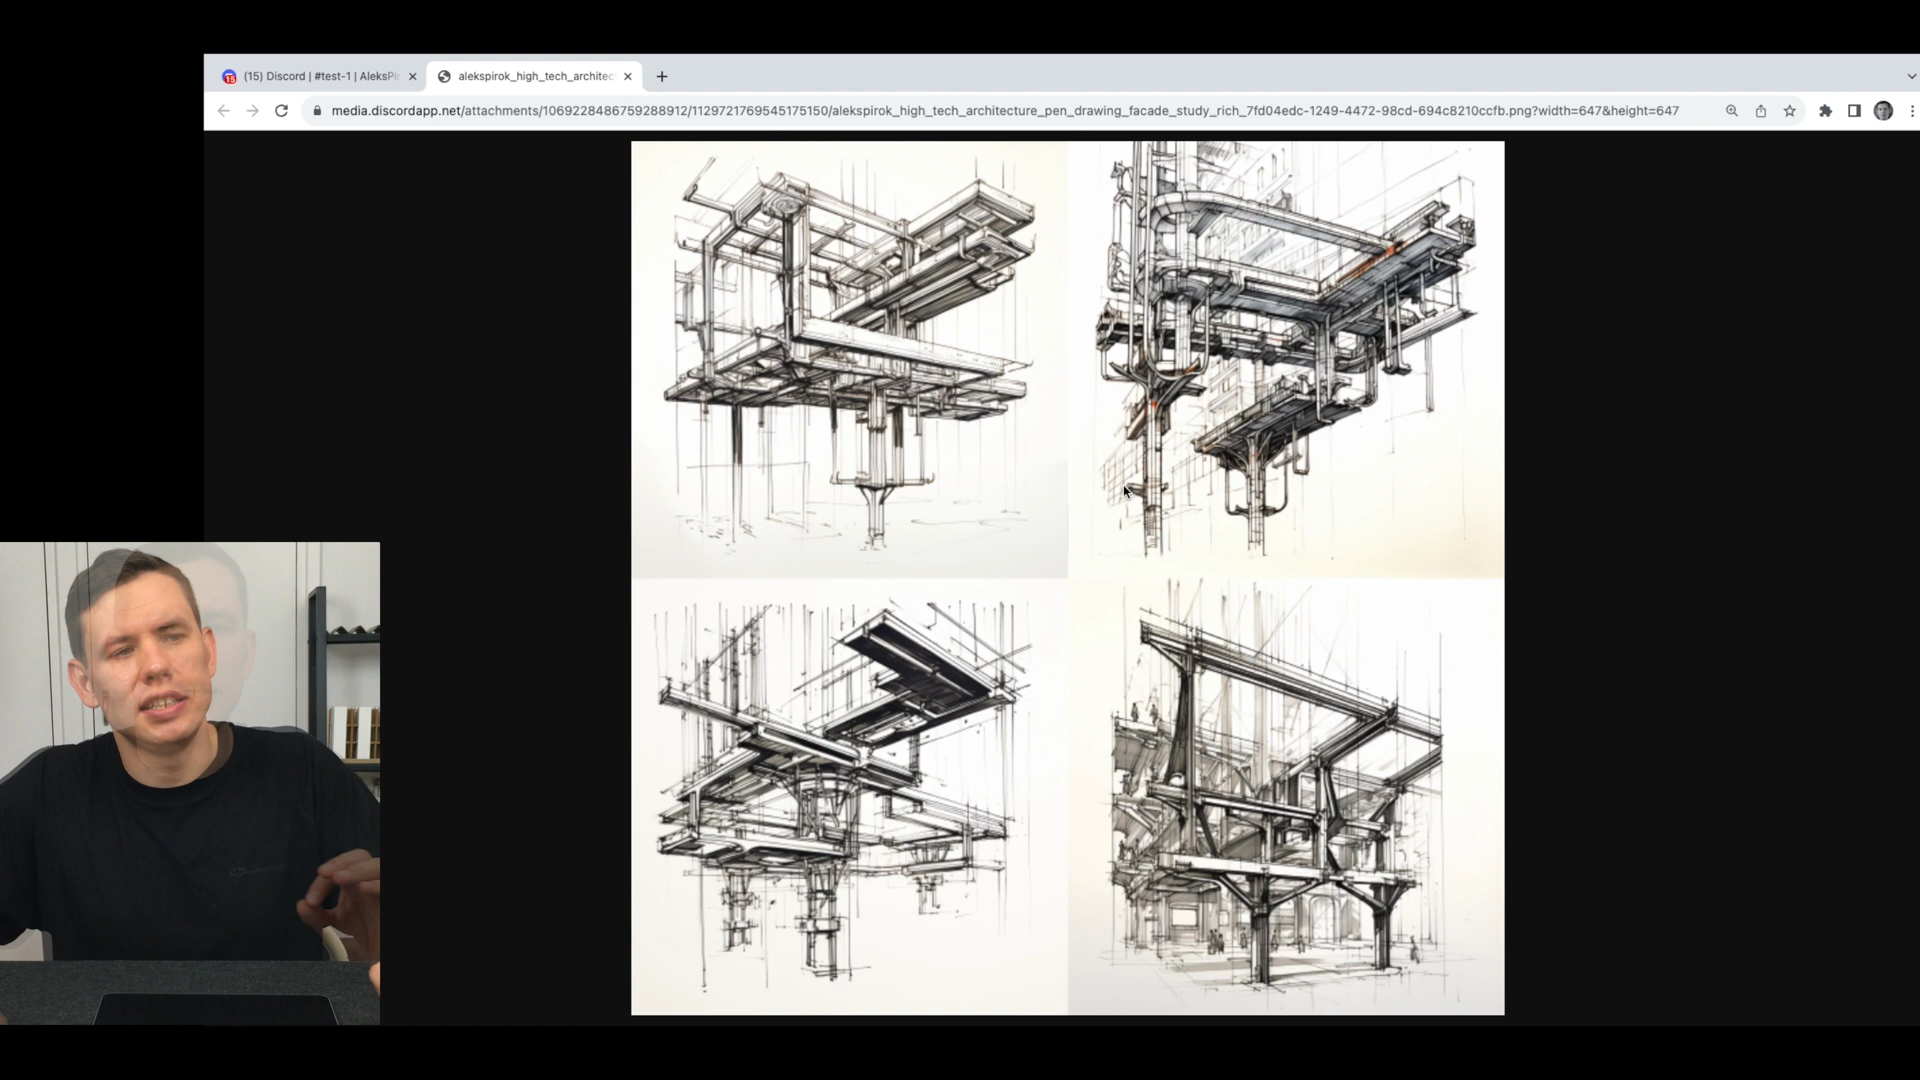 (15) Discord | #test-1 | AleksPi
alekspirok_high_tech_architec
media.discordapp.net/attachments/1069228486759288912/1129721769545175150/alekspirok_high_tech_architecture_pen_drawing_facade_study_rich_7fd04edc-1249-4472-98cd-694c8210ccfb.png?width=647&height=647